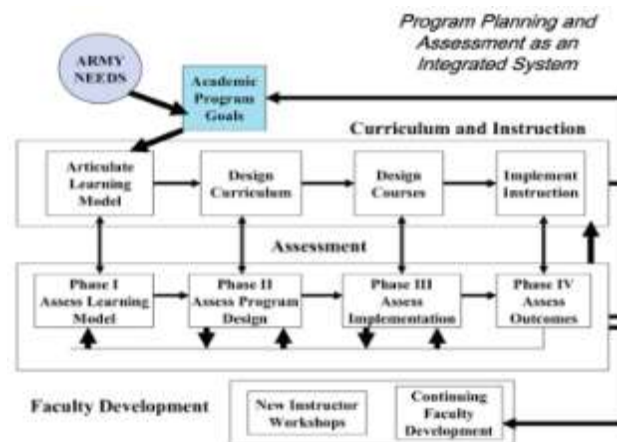 Program Planning and
Assessment as an
Integrated System
ARMY
NEEDS
Academic
Program
Goals
Curriculum and Instruction
Articulate
Learning
Model
Design
Curriculum
Design
Courses
Implement
Instruction
Assessment
Phase I
Assess Learning
Model
Phase II
Assess Program
Design
Phase III
Assess
Implementation
Phase IV
Assess
Outcomes
Faculty Development
New Instructor
Workshops
Continuing
Faculty
Development